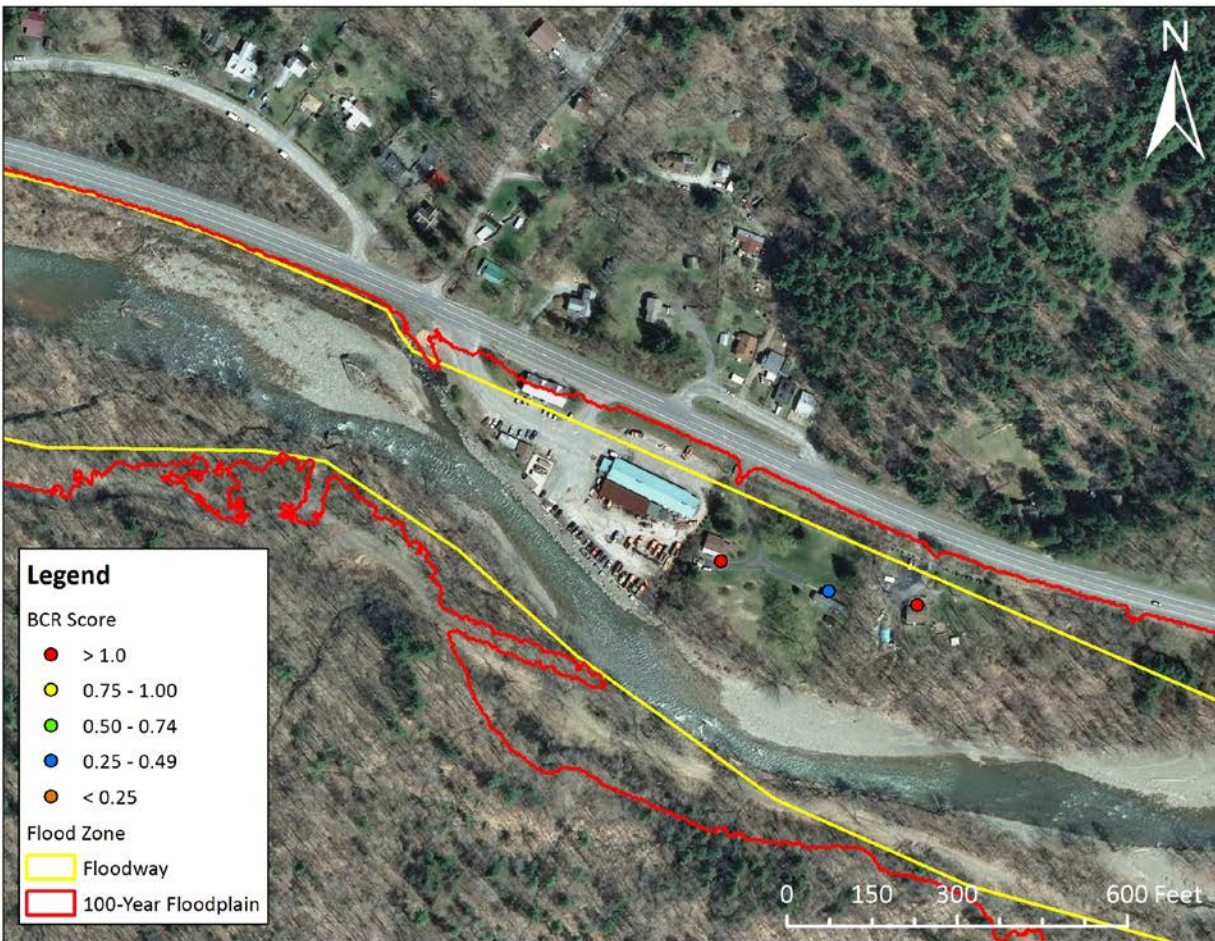 N
Legend
BCR Score
> 1.0
0.75 - 1.00
0.50 - 0.74
0.25 - 0.49
< 0.25
Flood Zone
Floodway
100-Year Floodplain
0 150 300 600 Feet